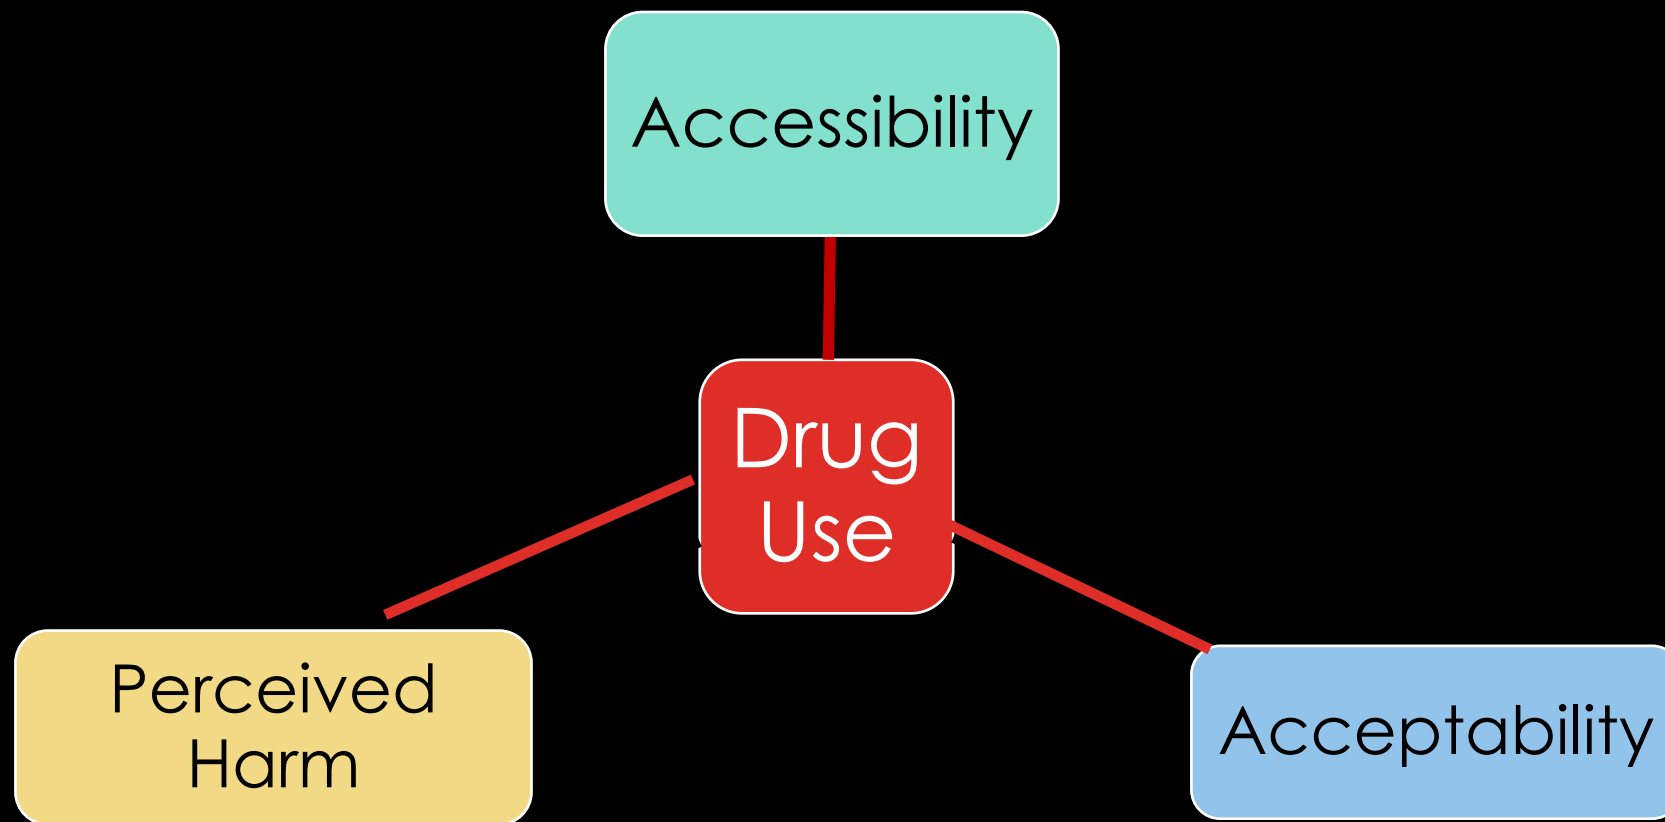 Accessibility
Drug
Use
Perceived
Harm
Acceptability